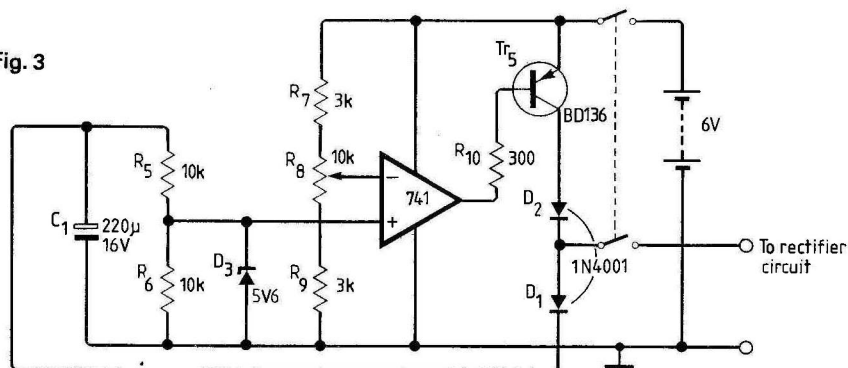 Fig. 3
Tr5
BD136
6V
R7 3k
R8 10k
R10 300
R5 10k
741
−
+
C1 220µ
16V
D2
R6 10k
D3
5V6
R9 3k
1N4001
D1
To rectifier
circuit